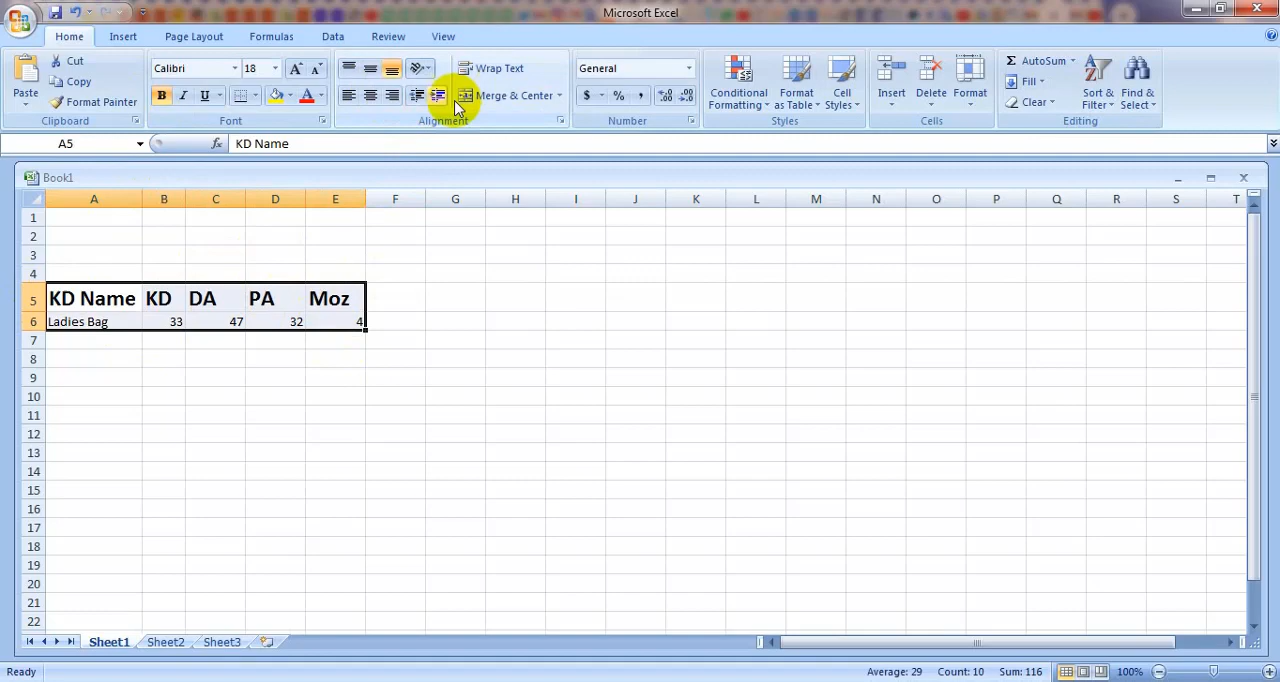 Microsoft Excel
Home Insert Page Layout Formulas Data Review View
Paste
Cut
Copy
Format Painter
Clipboard
Calibri 18
B I U
Font
Wrap Text
Merge & Center
Alignment
General
$ % ,
Number
Conditional Formatting
Format as Table
Cell Styles
Styles
Insert Delete Format
Cells
Σ AutoSum
Fill
Clear
Sort & Filter
Find & Select
Editing
A5 fx KD Name
Book1
A B C D E F G H I J K L M N O P Q R S T
1
2
3
4
5 KD Name KD DA PA Moz
6 Ladies Bag 33 47 32 4
7
8
9
10
11
12
13
14
15
16
17
18
19
20
21
22
Sheet1 Sheet2 Sheet3
Ready Average: 29 Count: 10 Sum: 116 100%